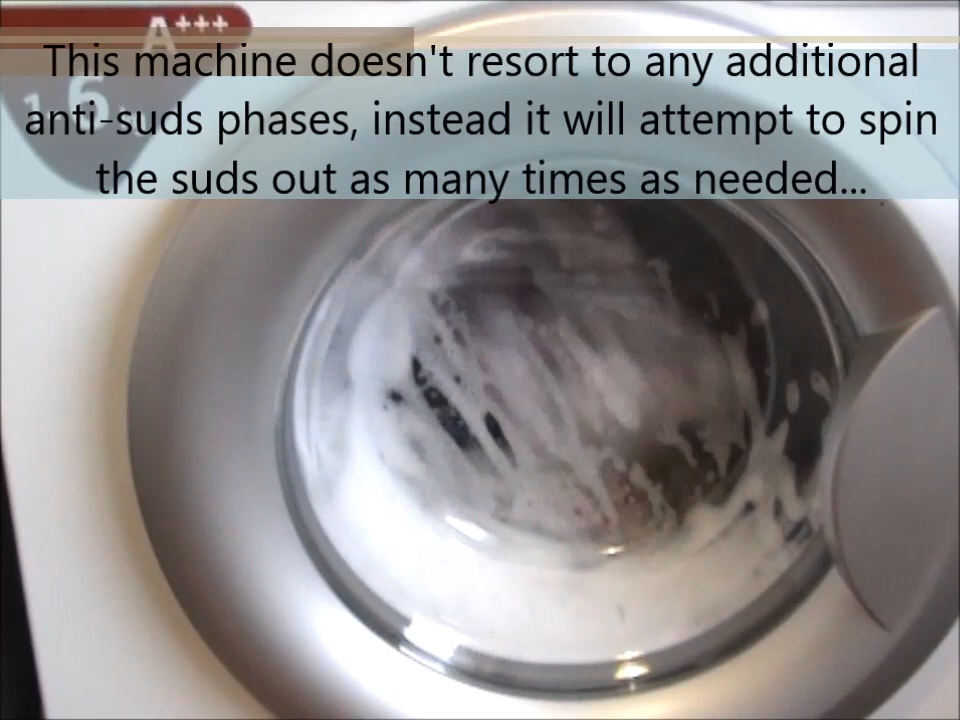 A+++
This machine doesn't resort to any additional
anti-suds phases, instead it will attempt to spin
the suds out as many times as needed...